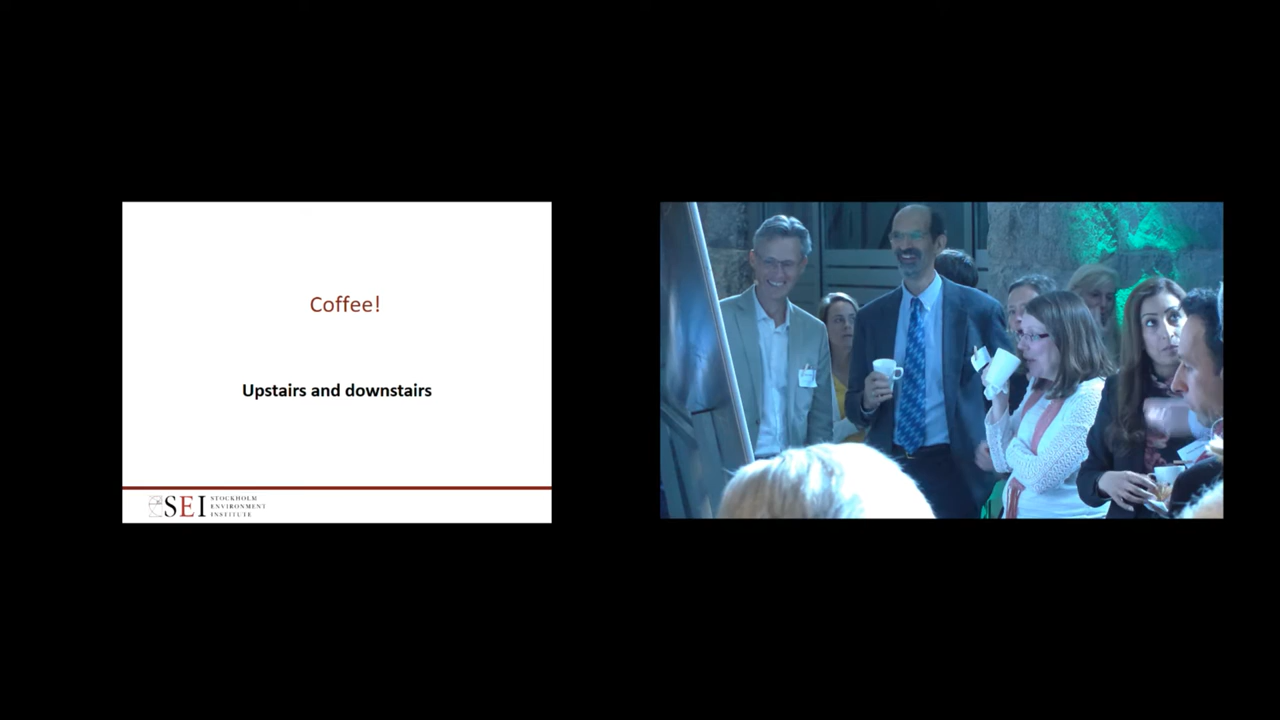 Coffee!
Upstairs and downstairs
SEI
STOCKHOLM
ENVIRONMENT
INSTITUTE